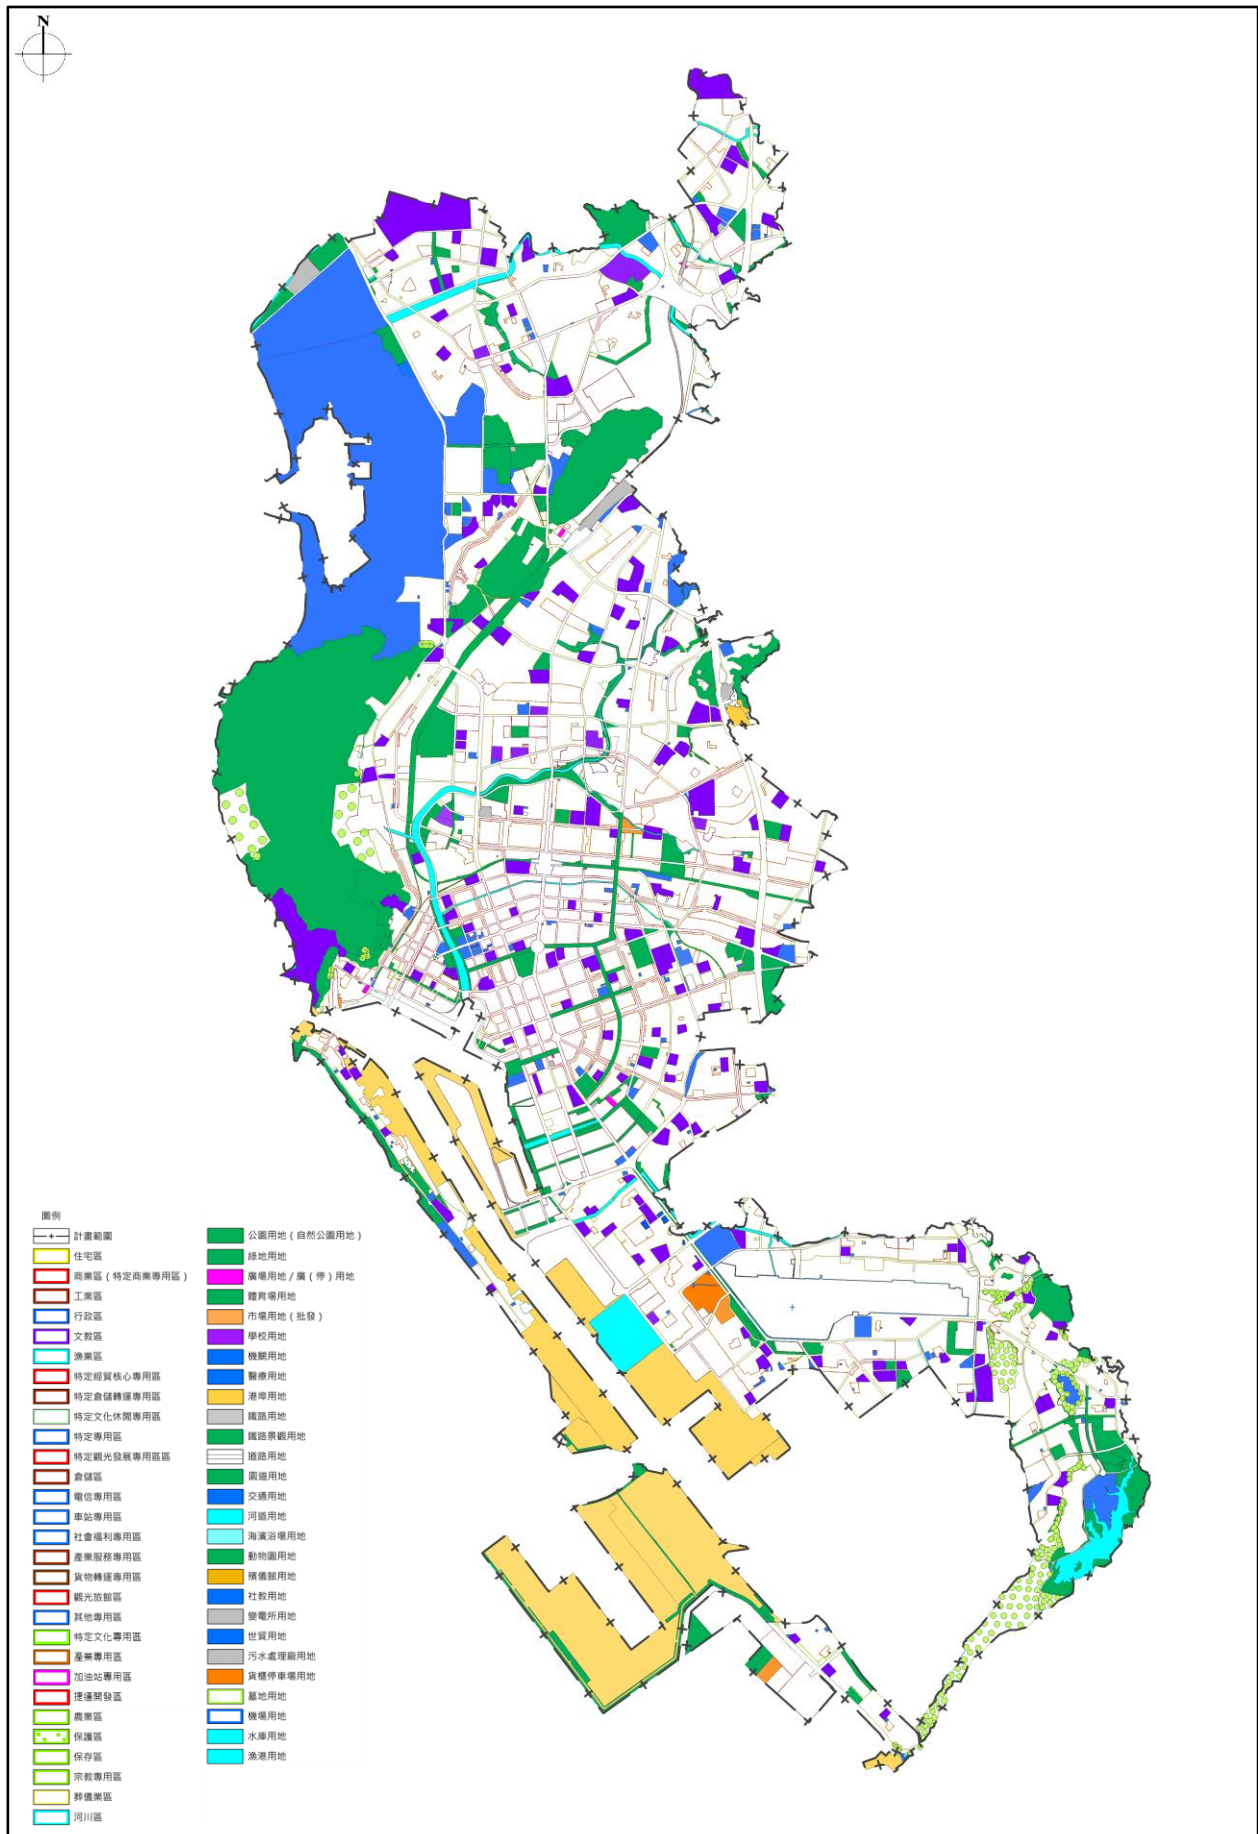 N
圖例
計畫範圍
住宅區
商業區（特定商業專用區）
工業區
行政區
文教區
漁業區
特定經貿核心專用區
特定倉儲轉運專用區
特定文化休閒專用區
特定專用區
特定觀光發展專用區區
倉儲區
電信專用區
車站專用區
社會福利專用區
產業服務專用區
貨物轉運專用區
觀光旅館區
其他專用區
特定文化專用區
產業專用區
加油站專用區
捷運開發區
農業區
保護區
保存區
宗教專用區
葬儀業區
河川區
公園用地（自然公園用地）
綠地用地
廣場用地／廣（停）用地
體育場用地
市場用地（批發）
學校用地
機關用地
醫療用地
港埠用地
鐵路用地
鐵路景觀用地
道路用地
園道用地
交通用地
河道用地
海濱浴場用地
動物園用地
殯儀館用地
社教用地
變電所用地
世貿用地
污水處理廠用地
貨櫃停車場用地
墓地用地
機場用地
水庫用地
漁港用地